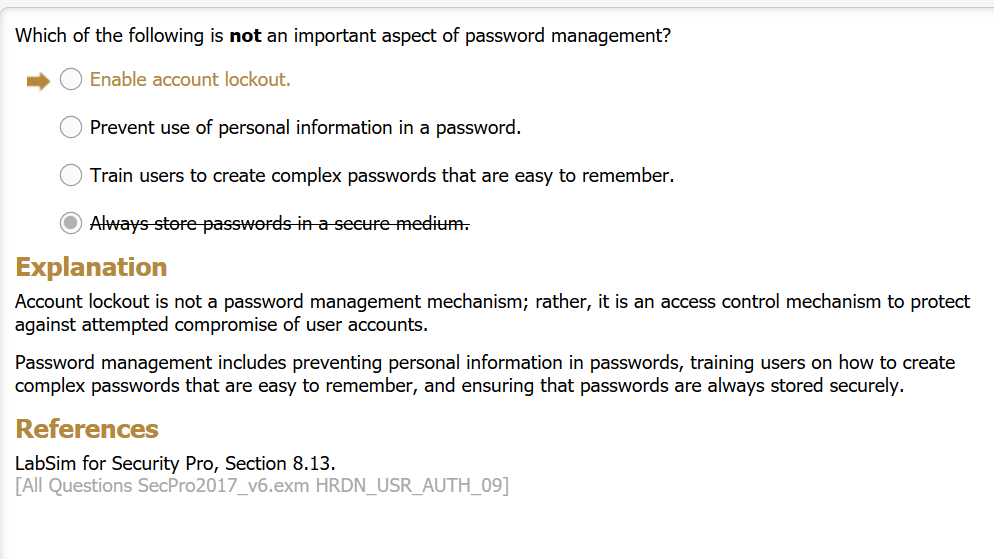 Which of the following is not an important aspect of password management?
Enable account lockout.
Prevent use of personal information in a password.
Train users to create complex passwords that are easy to remember.
Always store passwords in a secure medium.
Explanation
Account lockout is not a password management mechanism; rather, it is an access control mechanism to protect
against attempted compromise of user accounts.
Password management includes preventing personal information in passwords, training users on how to create
complex passwords that are easy to remember, and ensuring that passwords are always stored securely.
References
LabSim for Security Pro, Section 8.13.
[All Questions SecPro2017_v6.exm HRDN_USR_AUTH_09]